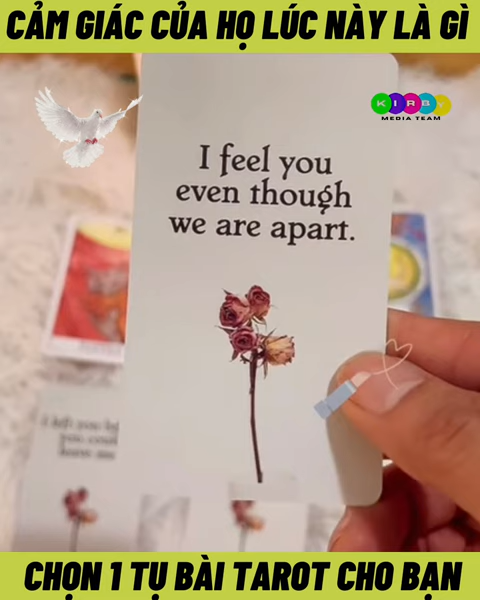 CẢM GIÁC CỦA HỌ LÚC NÀY LÀ GÌ
KIRBY
MEDIA TEAM
I feel you
even though
we are apart.
CHỌN 1 TỤ BÀI TAROT CHO BẠN